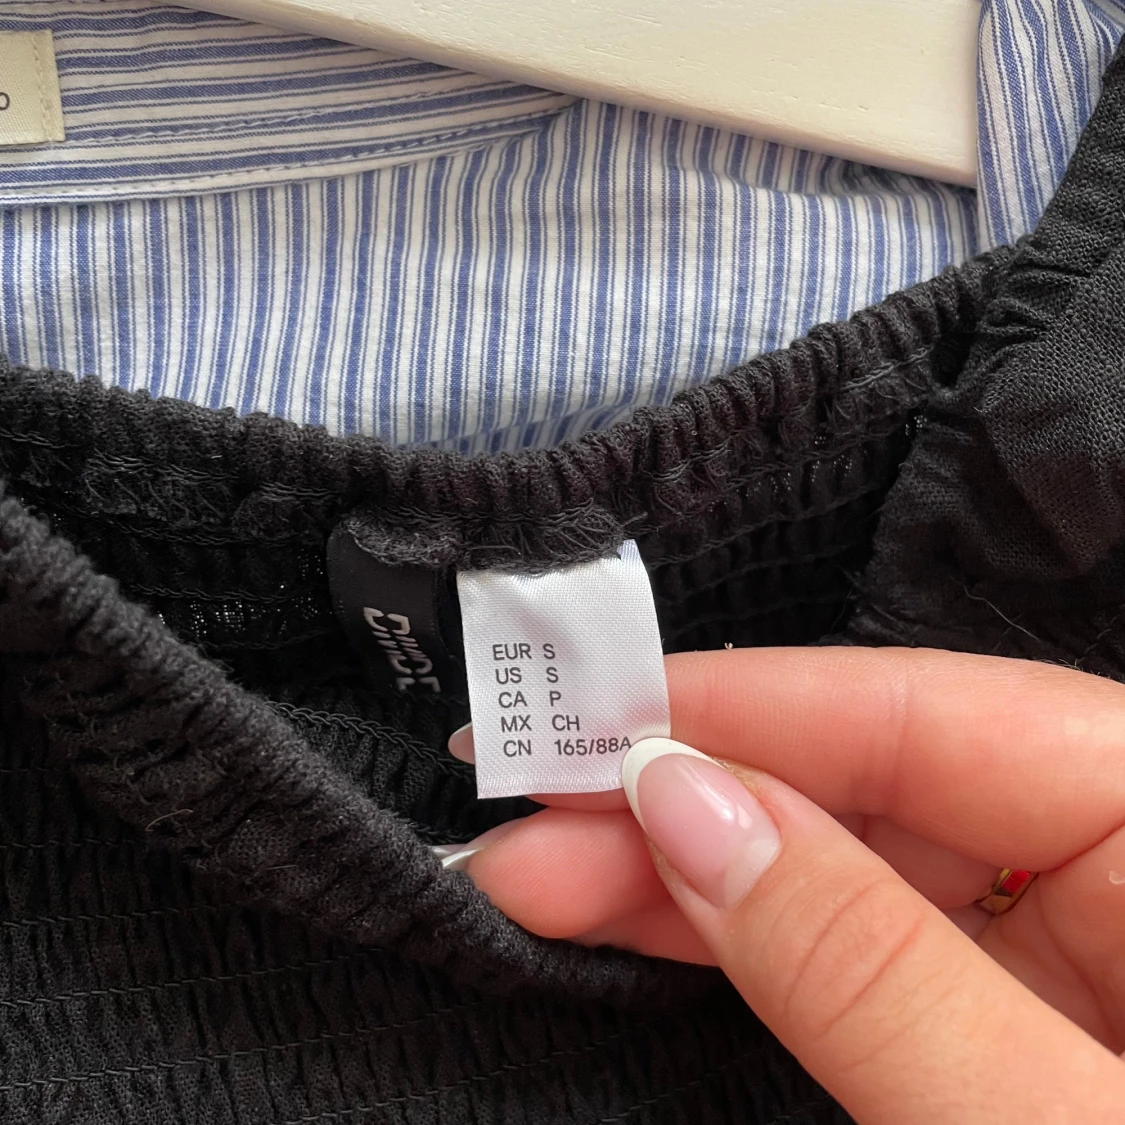 o
EUR S
US S
CA P
MX CH
CN 165/88A